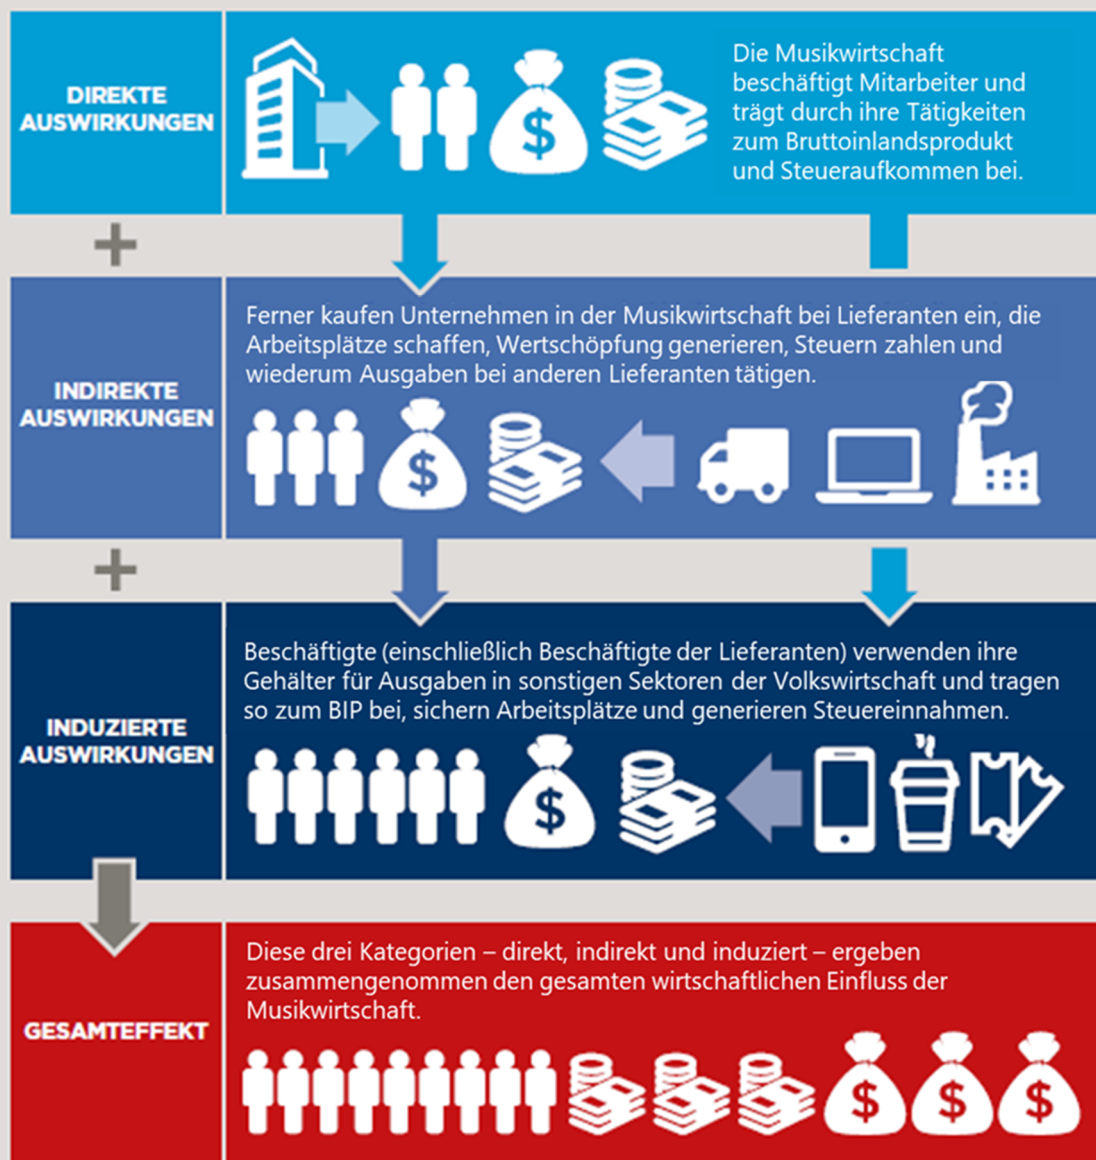 DIREKTE
AUSWIRKUNGEN
Die Musikwirtschaft
beschäftigt Mitarbeiter und
trägt durch ihre Tätigkeiten
zum Bruttoinlandsprodukt
und Steueraufkommen bei.
$
+
INDIREKTE
AUSWIRKUNGEN
Ferner kaufen Unternehmen in der Musikwirtschaft bei Lieferanten ein, die
Arbeitsplätze schaffen, Wertschöpfung generieren, Steuern zahlen und
wiederum Ausgaben bei anderen Lieferanten tätigen.
$
+
INDUZIERTE
AUSWIRKUNGEN
Beschäftigte (einschließlich Beschäftigte der Lieferanten) verwenden ihre
Gehälter für Ausgaben in sonstigen Sektoren der Volkswirtschaft und tragen
so zum BIP bei, sichern Arbeitsplätze und generieren Steuereinnahmen.
$
GESAMTEFFEKT
Diese drei Kategorien – direkt, indirekt und induziert – ergeben
zusammengenommen den gesamten wirtschaftlichen Einfluss der
Musikwirtschaft.
$ $ $